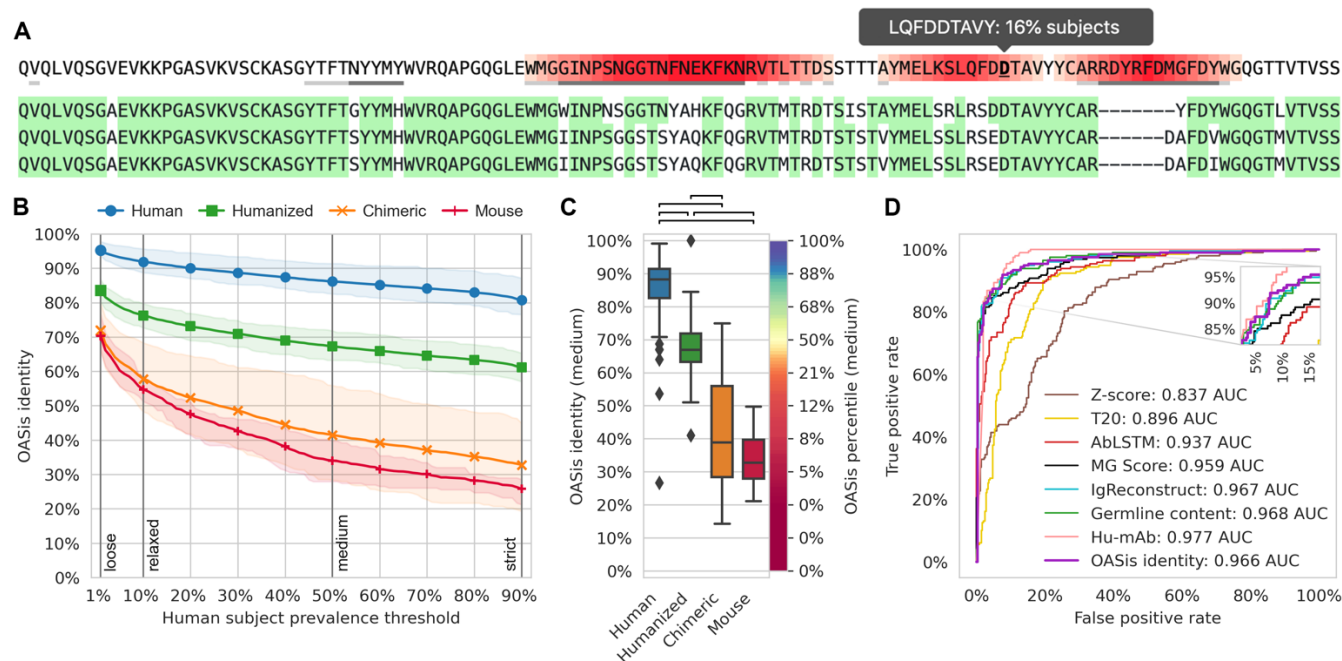 A
LQFDDTAVY: 16% subjects
QVQLVQSGVEVKKPGASVKVSCKASGYTFTNYYMYWVRQAPGQGLEWMGGINPSNGGTNFNEKFKNRVTLTTDSSTTTAYMELKSLQFDDTAVYYCARRDYRFDMGFDYWGQGTTVTVSS
QVQLVQSGAEVKKPGASVKVSCKASGYTFTGYYMHWVRQAPGQGLEWMGWINPNSGGTNYAHKFQGRVTMTRDTSISTAYMELSRLRSDDTAVYYCAR-------YFDYWGQGTLVTVSS
QVQLVQSGAEVKKPGASVKVSCKASGYTFTSYYMHWVRQAPGQGLEWMGIINPSGGSTSYAQKFQGRVTMTRDTSTSTVYMELSSLRSEDTAVYYCAR------DAFDVWGQGTMVTVSS
QVQLVQSGAEVKKPGASVKVSCKASGYTFTSYYMHWVRQAPGQGLEWMGIINPSGGSTSYAQKFQGRVTMTRDTSTSTVYMELSSLRSEDTAVYYCAR------DAFDIWGQGTMVTVSS
B
Human Humanized Chimeric Mouse
100%
90%
80%
70%
60%
50%
40%
30%
20%
10%
0%
OASis identity
loose
relaxed
medium
strict
1% 10% 20% 30% 40% 50% 60% 70% 80% 90%
Human subject prevalence threshold
C
100%
90%
80%
70%
60%
50%
40%
30%
20%
10%
0%
OASis identity (medium)
Human
Humanized
Chimeric
Mouse
100%
88%
68%
50%
21%
12%
8%
5%
0%
0%
0%
OASis percentile (medium)
D
100%
80%
60%
40%
20%
0%
True positive rate
95%
90%
85%
5% 10% 15%
Z-score: 0.837 AUC
T20: 0.896 AUC
AbLSTM: 0.937 AUC
MG Score: 0.959 AUC
IgReconstruct: 0.967 AUC
Germline content: 0.968 AUC
Hu-mAb: 0.977 AUC
OASis identity: 0.966 AUC
0% 20% 40% 60% 80% 100%
False positive rate